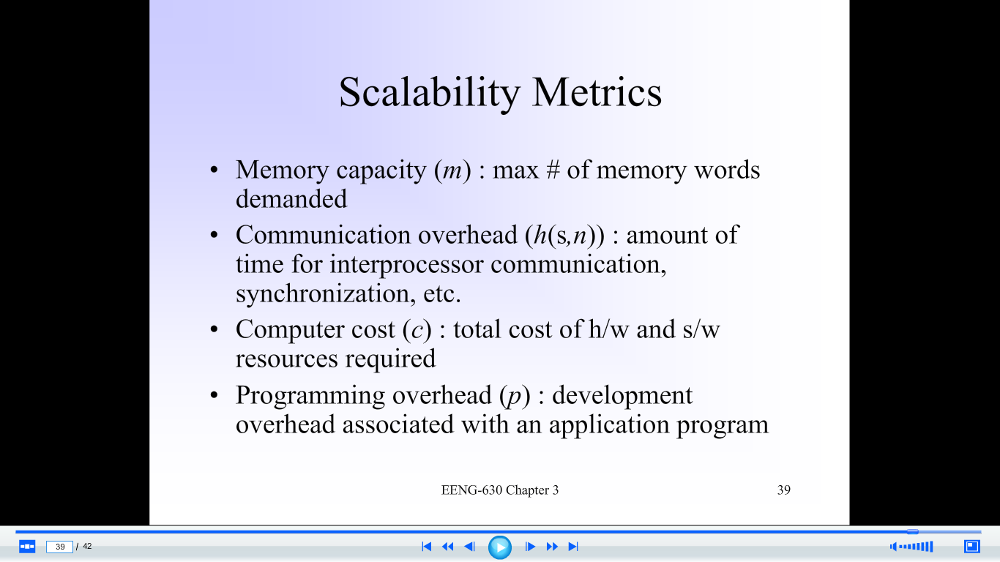 Scalability Metrics
• Memory capacity (m) : max # of memory words
demanded
• Communication overhead (h(s,n)) : amount of
time for interprocessor communication,
synchronization, etc.
• Computer cost (c) : total cost of h/w and s/w
resources required
• Programming overhead (p) : development
overhead associated with an application program
EENG-630 Chapter 3 39
39 / 42